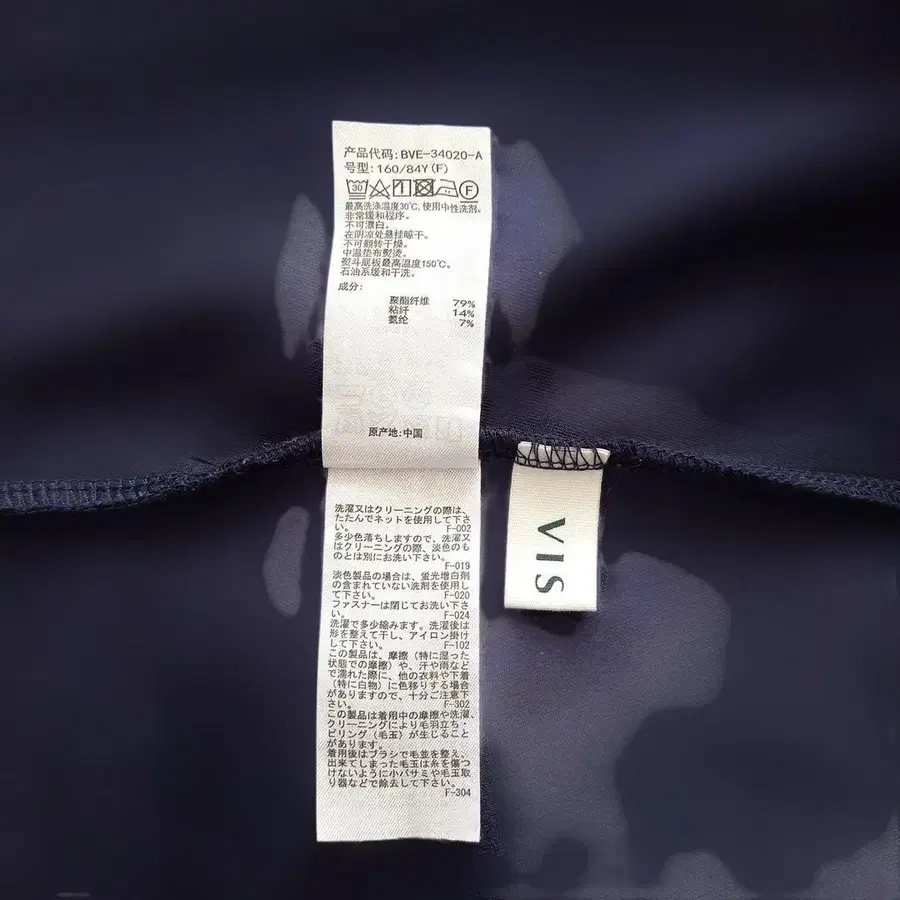 产品代码:BVE-34020-A
号型:160/84Y(F)
30 F
最高洗涤温度30℃,使用中性洗剂。
非常缓和程序。
不可漂白。
在阴凉处悬挂晾干。
不可翻转干燥。
中温垫布熨烫。
熨斗底板最高温度150℃。
石油系缓和干洗。
成分:
聚酯纤维 79%
粘纤 14%
氨纶 7%
原产地:中国
洗濯又はクリーニングの際は、
たたんでネットを使用して下さ
い。 F-002
多少色落ちしますので、洗濯又
はクリーニングの際、淡色のも
のとは別にお洗い下さい。
F-019
淡色製品の場合は、蛍光増白剤
の含まれていない洗剤を使用し
て下さい。 F-020
ファスナーは閉じてお洗い下さ
い。 F-024
洗濯で多少縮みます。洗濯後は
形を整えて干し、アイロン掛け
して下さい。 F-102
この製品は、摩擦（特に湿った
状態での摩擦）や、汗や雨など
で濡れた際に、他の衣料や下着
（特に白物）に色移りする場合
がありますので、十分ご注意下
さい。 F-302
この製品は着用中の摩擦や洗濯、
クリーニングにより毛羽立ち・
ピリング（毛玉）が生じること
があります。
着用後はブラシで毛並を整え、
出来てしまった毛玉は糸を傷つ
けないように小バサミや毛玉取
り器などで除去して下さい。
F-304
VIS